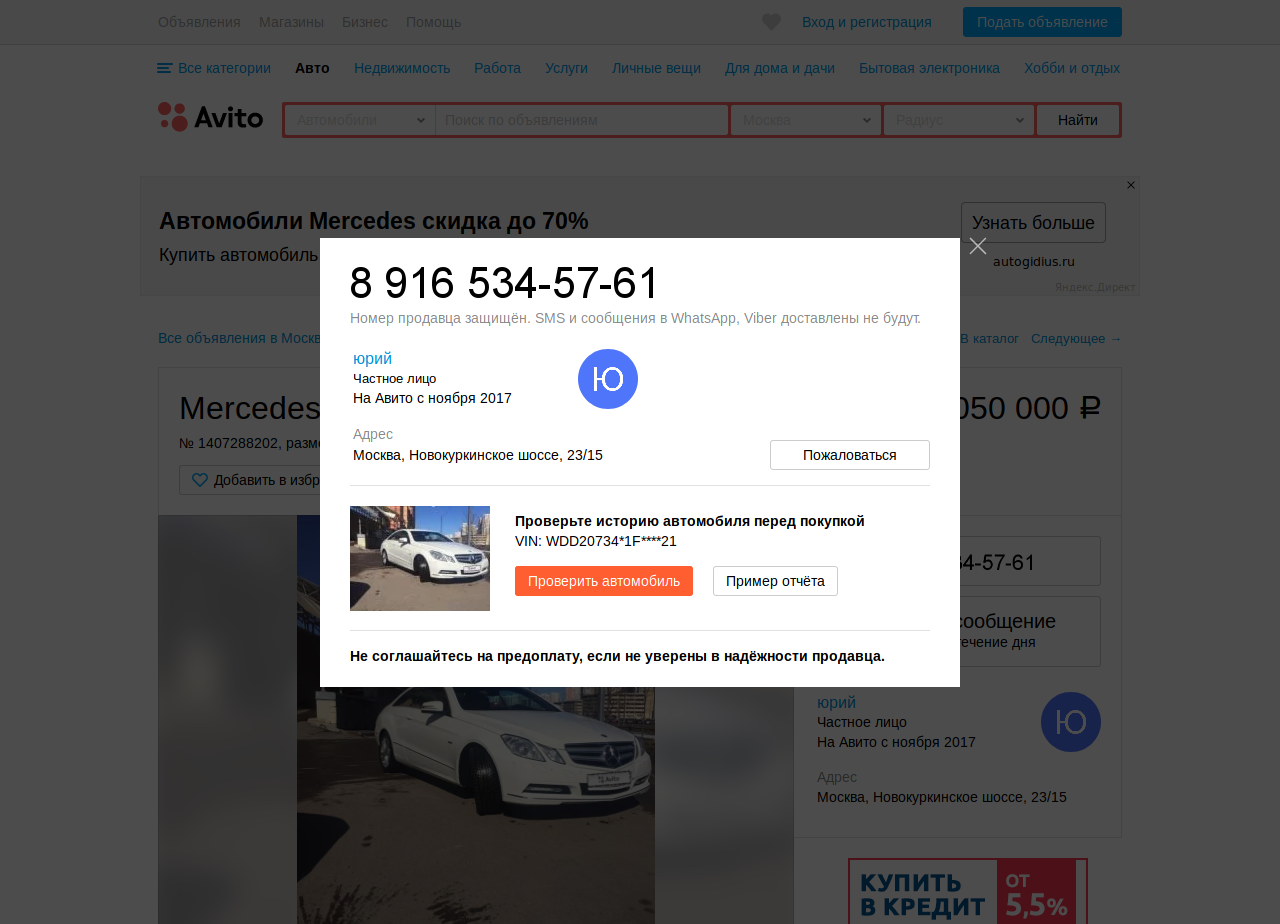 Объявления Магазины Бизнес Помощь Вход и регистрация Подать объявление
Все категории Авто Недвижимость Работа Услуги Личные вещи Для дома и дачи Бытовая электроника Хобби и отдых
Avito Автомобили Поиск по объявлениям Москва Радиус Найти
Автомобили Mercedes скидка до 70%
Узнать больше
Купить автомобиль
autogidius.ru
Яндекс.Директ
8 916 534-57-61
Номер продавца защищён. SMS и сообщения в WhatsApp, Viber доставлены не будут.
Все объявления в Москв
В каталог Следующее →
юрий
Частное лицо
На Авито с ноября 2017
Ю
Mercedes
050 000 ₽
Адрес
Москва, Новокуркинское шоссе, 23/15
Пожаловаться
№ 1407288202, разме
Добавить в избр
Проверьте историю автомобиля перед покупкой
VIN: WDD20734*1F****21
Проверить автомобиль Пример отчёта
Не соглашайтесь на предоплату, если не уверены в надёжности продавца.
34-57-61
сообщение
течение дня
юрий
Частное лицо
На Авито с ноября 2017
Ю
Адрес
Москва, Новокуркинское шоссе, 23/15
Avito
КУПИТЬ
В КРЕДИТ
ОТ
5,5%